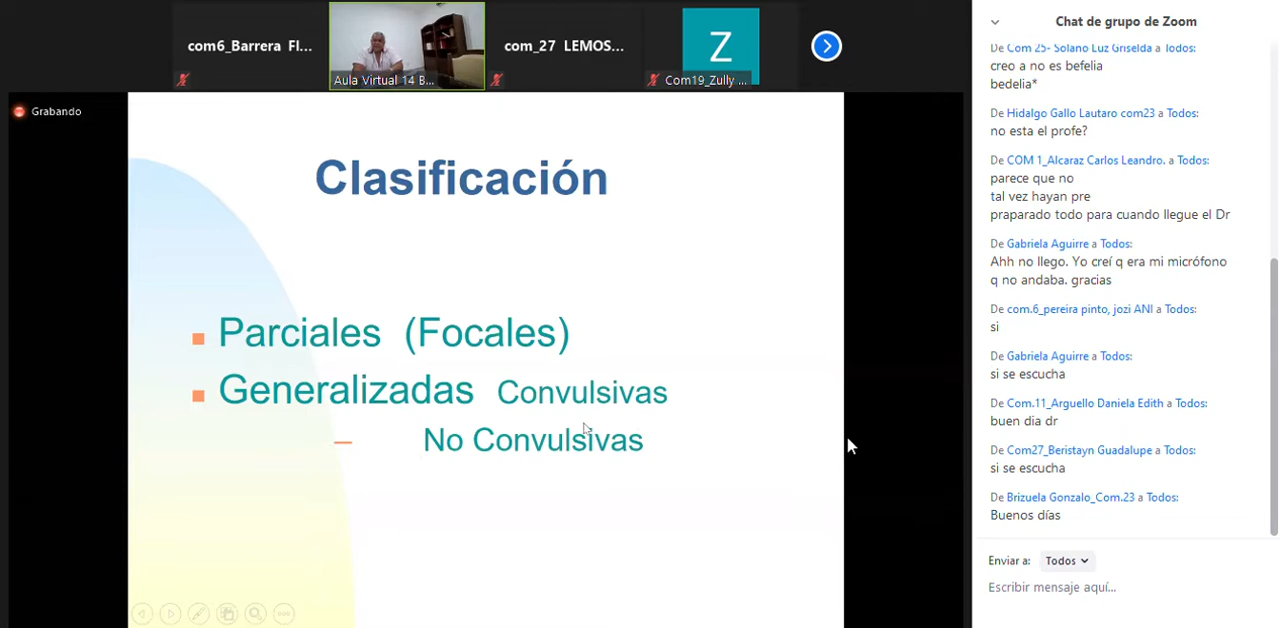 com6_Barrera Fl...
Aula Virtual 14 B...
com_27 LEMOS...
Z
Com19_Zully ...
Grabando
Clasificación
Parciales (Focales)
Generalizadas Convulsivas
No Convulsivas
Chat de grupo de Zoom
De Com 25- Solano Luz Griselda a Todos:
creo a no es befelia
bedelia*
De Hidalgo Gallo Lautaro com23 a Todos:
no esta el profe?
De COM 1_Alcaraz Carlos Leandro. a Todos:
parece que no
tal vez hayan pre
praparado todo para cuando llegue el Dr
De Gabriela Aguirre a Todos:
Ahh no llego. Yo creí q era mi micrófono
q no andaba. gracias
De com.6_pereira pinto, jozi ANI a Todos:
si
De Gabriela Aguirre a Todos:
si se escucha
De Com.11_Arguello Daniela Edith a Todos:
buen dia dr
De Com27_Beristayn Guadalupe a Todos:
si se escucha
De Brizuela Gonzalo_Com.23 a Todos:
Buenos días
Enviar a: Todos
Escribir mensaje aquí...